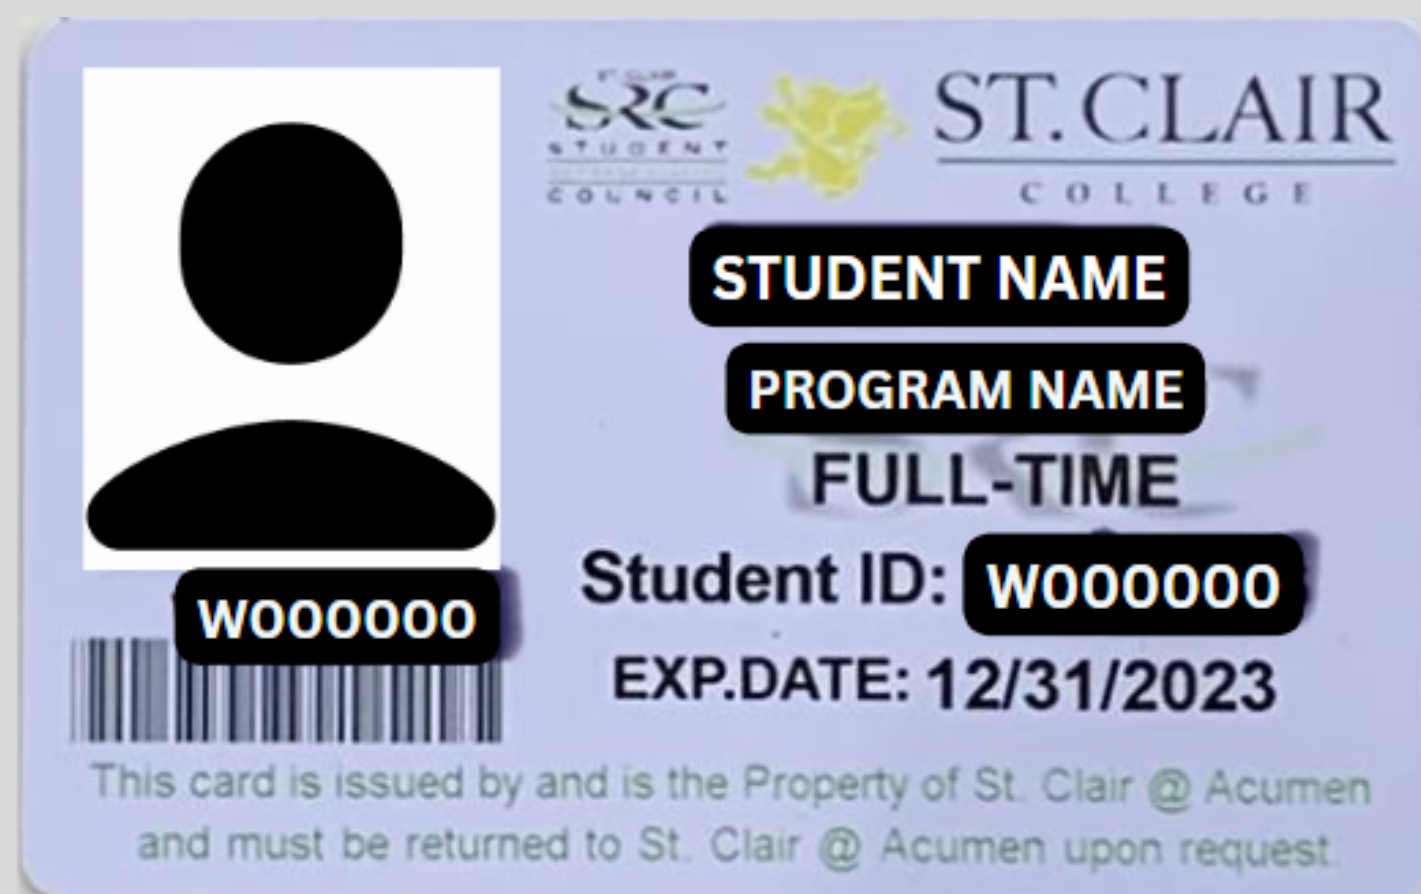 ST. CLAIR
SRC
STUDENT
COUNCIL
ST. CLAIR
COLLEGE
STUDENT NAME
PROGRAM NAME
FULL-TIME
Student ID: W000000
W000000
EXP.DATE: 12/31/2023
This card is issued by and is the Property of St. Clair @ Acumen
and must be returned to St. Clair @ Acumen upon request.